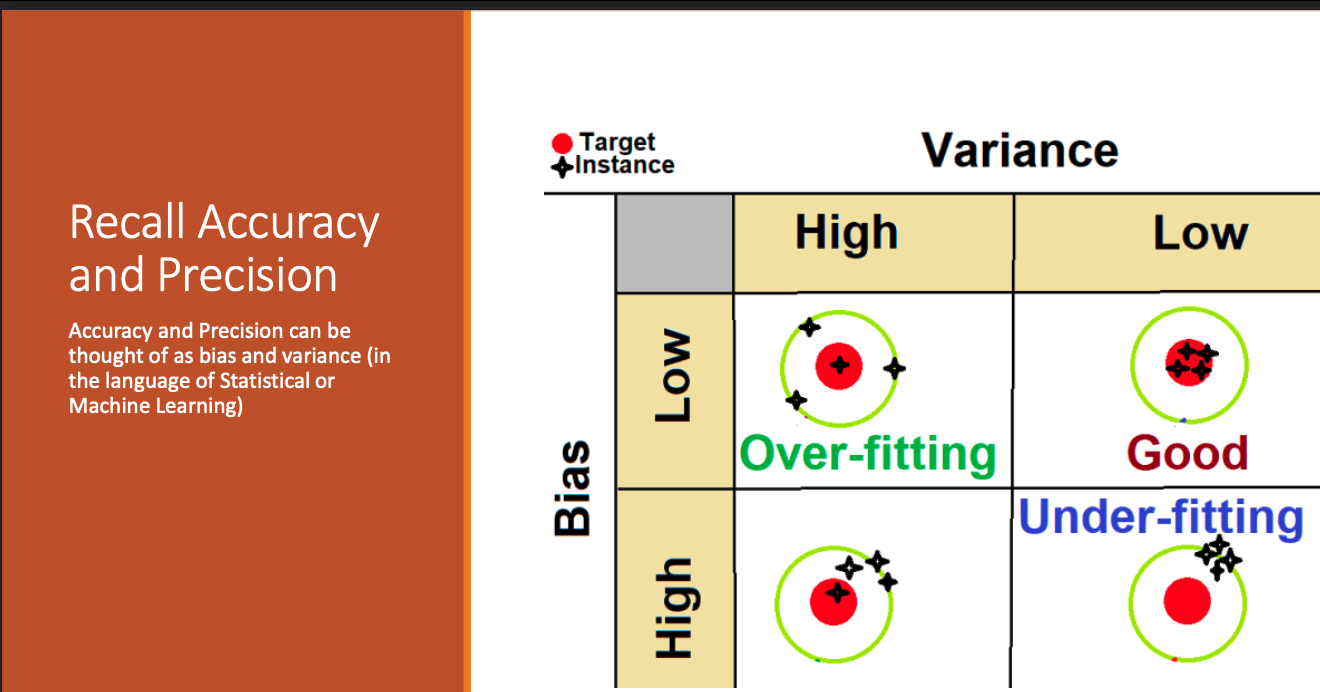 Recall Accuracy
and Precision
Accuracy and Precision can be
thought of as bias and variance (in
the language of Statistical or
Machine Learning)
Target
Instance
Variance
High
Low
Bias
Low
Over-fitting
Good
High
Under-fitting